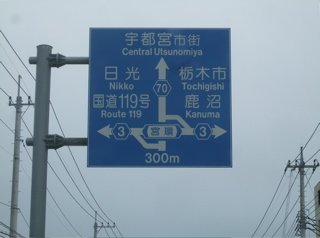 宇都宮市街
Central Utsunomiya
日光
Nikko
栃木市
Tochigishi
70
国道119号
Route 119
鹿沼
Kanuma
3
宮環
3
300m